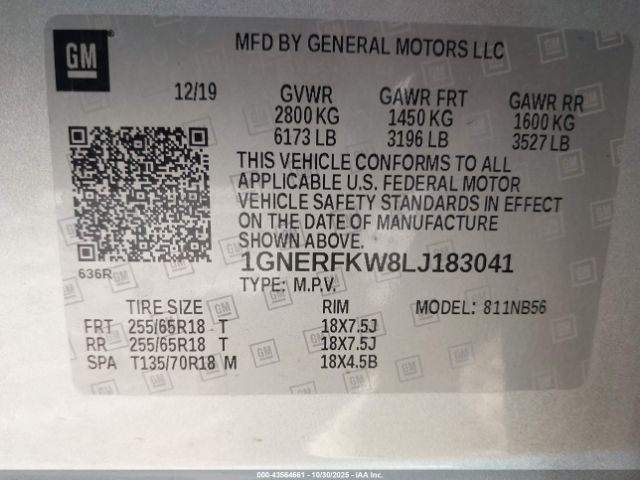 GM
MFD BY GENERAL MOTORS LLC
12/19 GVWR GAWR FRT GAWR RR
2800 KG 1450 KG 1600 KG
6173 LB 3196 LB 3527 LB
THIS VEHICLE CONFORMS TO ALL
APPLICABLE U.S. FEDERAL MOTOR
VEHICLE SAFETY STANDARDS IN EFFECT
ON THE DATE OF MANUFACTURE
SHOWN ABOVE.
636R
1GNERFKW8LJ183041
TYPE: M.P.V.
TIRE SIZE RIM MODEL: 811NB56
FRT 255/65R18 T 18X7.5J
RR 255/65R18 T 18X7.5J
SPA T135/70R18 M 18X4.5B
000-43564661 - 10/30/2025 - IAAI, Inc.